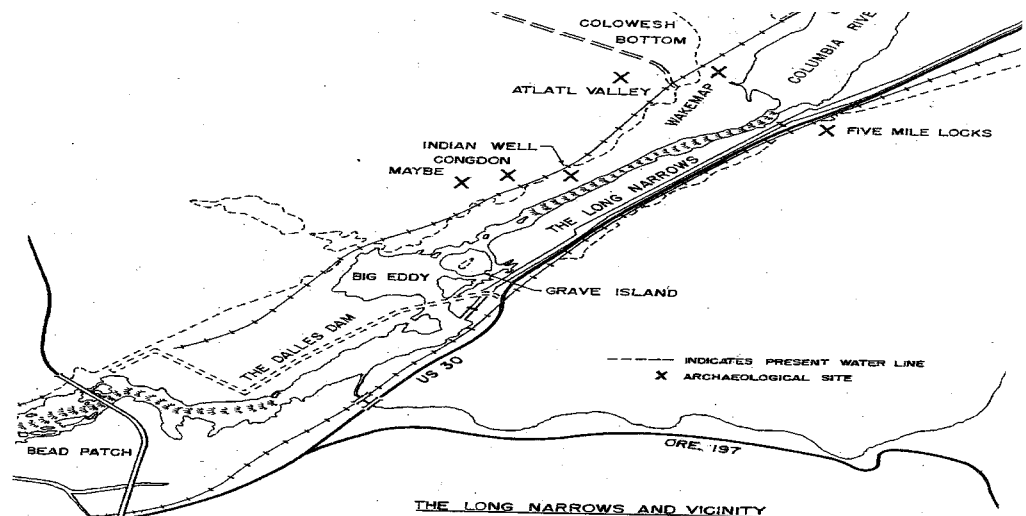 COLOWESH
BOTTOM
COLUMBIA RIVER
ATLATL VALLEY
WAKEMAP
FIVE MILE LOCKS
INDIAN WELL
CONGDON
MAYBE
THE LONG NARROWS
BIG EDDY
GRAVE ISLAND
THE DALLES DAM
US 30
INDICATES PRESENT WATER LINE
X ARCHAEOLOGICAL SITE
BEAD PATCH
ORE. 197
THE LONG NARROWS AND VICINITY